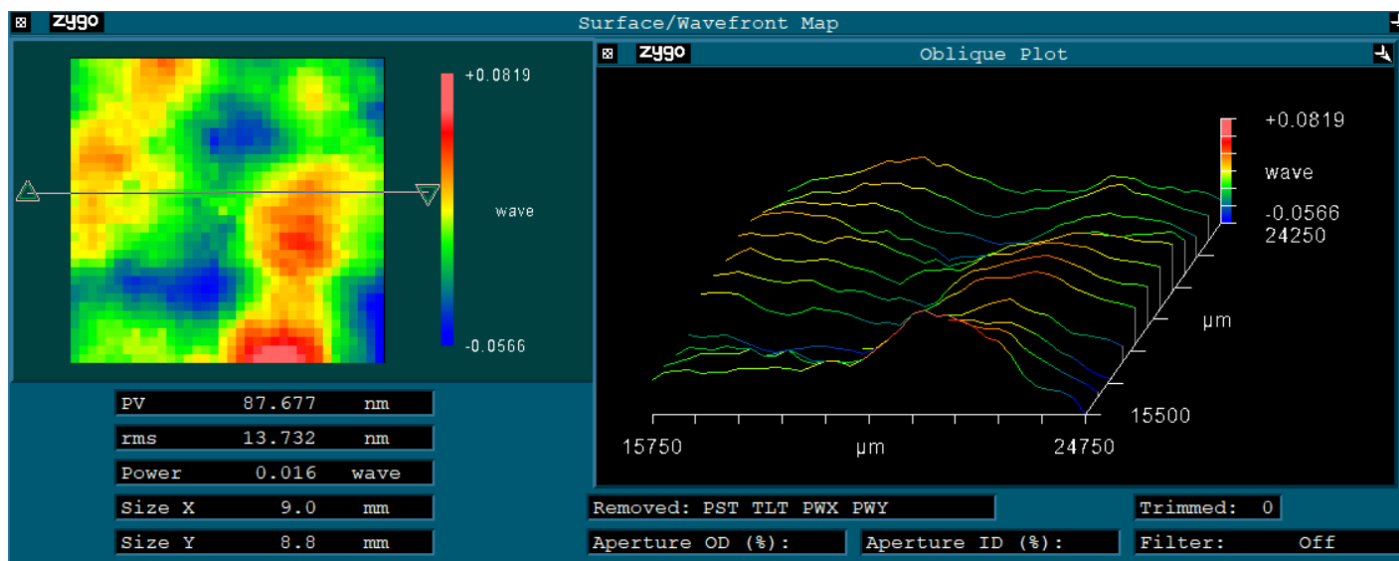 zygo Surface/Wavefront Map
+0.0819
wave
-0.0566
zygo Oblique Plot
+0.0819
wave
-0.0566
24250
µm
15500
15750 µm 24750
PV 87.677 nm
rms 13.732 nm
Power 0.016 wave
Size X 9.0 mm
Size Y 8.8 mm
Removed: PST TLT PWX PWY
Trimmed: 0
Aperture OD (%):
Aperture ID (%):
Filter: Off